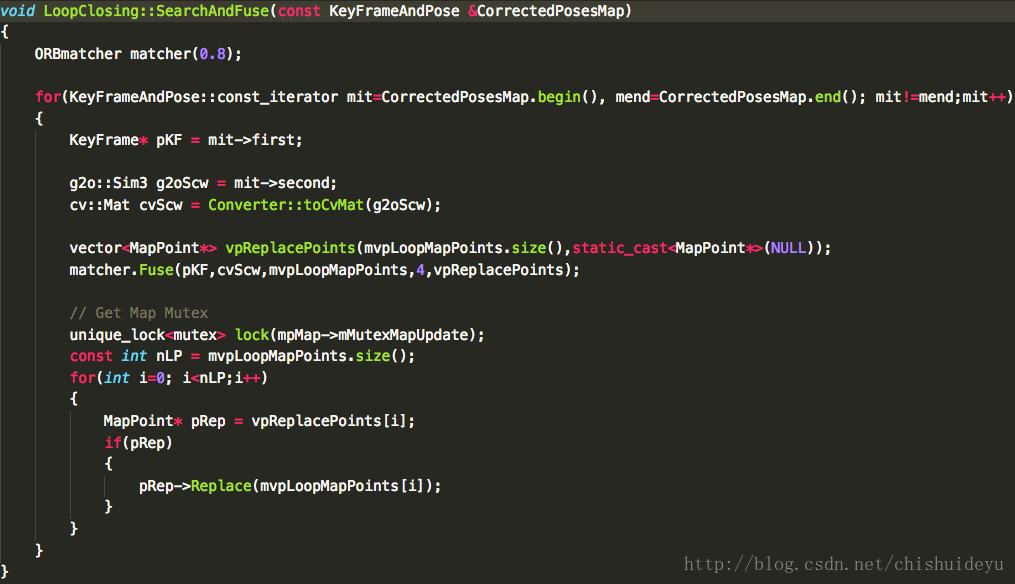 void LoopClosing::SearchAndFuse(const KeyFrameAndPose &CorrectedPosesMap)
{
    ORBmatcher matcher(0.8);

    for(KeyFrameAndPose::const_iterator mit=CorrectedPosesMap.begin(), mend=CorrectedPosesMap.end(); mit!=mend;mit++)
    {
        KeyFrame* pKF = mit->first;

        g2o::Sim3 g2oScw = mit->second;
        cv::Mat cvScw = Converter::toCvMat(g2oScw);

        vector<MapPoint*> vpReplacePoints(mvpLoopMapPoints.size(),static_cast<MapPoint*>(NULL));
        matcher.Fuse(pKF,cvScw,mvpLoopMapPoints,4,vpReplacePoints);

        // Get Map Mutex
        unique_lock<mutex> lock(mpMap->mMutexMapUpdate);
        const int nLP = mvpLoopMapPoints.size();
        for(int i=0; i<nLP;i++)
        {
            MapPoint* pRep = vpReplacePoints[i];
            if(pRep)
            {
                pRep->Replace(mvpLoopMapPoints[i]);
            }
        }
    }
}
http://blog.csdn.net/chishuideyu